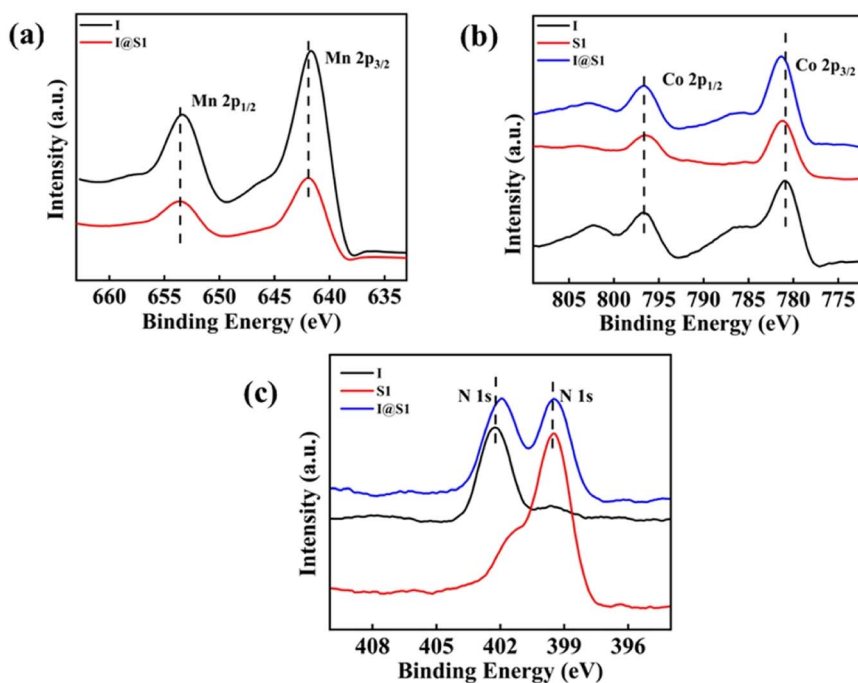 (a)
I
I@S1
Mn 2p3/2
Mn 2p1/2
Intensity (a.u.)
660 655 650 645 640 635
Binding Energy (eV)
(b)
I
S1
I@S1
Co 2p1/2
Co 2p3/2
Intensity (a.u.)
805 800 795 790 785 780 775
Binding Energy (eV)
(c)
I
S1
I@S1
N 1s
N 1s
Intensity (a.u.)
408 405 402 399 396
Binding Energy (eV)